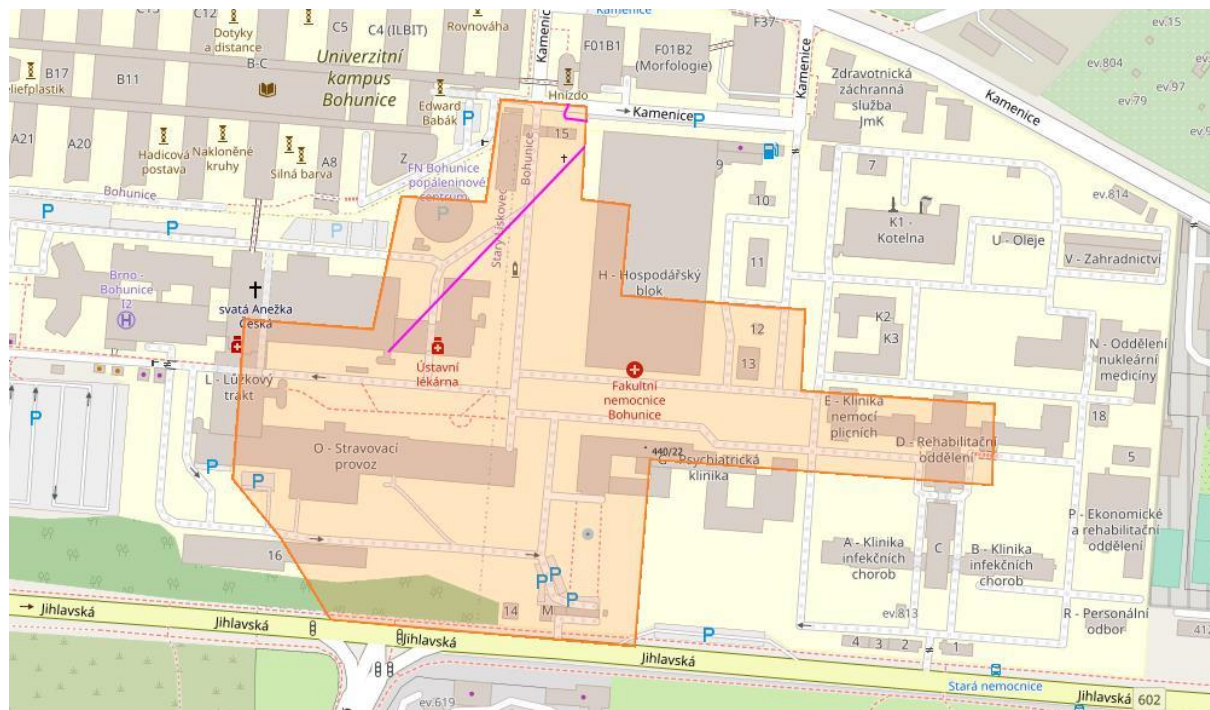 Kamenice
C12
Dotyky
a distance
C5
C4 (ILBIT)
Rovnováha
F37
ev.15
B17
B11
B-C
Univerzitní
kampus
Bohunice
Kamenic
F01B1
F01B2
(Morfologie)
Hnízdo
Zdravotnická
záchranná
služba
JmK
Kamenice
ev.804
ev.97
ev.79
eliefplastik
Edward
Babák
P
Kamenice
P
Kamenice
A21
A20
Hadicová
postava
Nakloněné
kruhy
Silná barva
A8
Z
15
9
7
FN Bohunice
- popáleninové
centrum
Bohunice
Bohunice
10
ev.814
P
P
P
P
K1 -
Kotelna
U - Oleje
V - Zahradnictví
Starý Lískovec
11
H - Hospodářský
blok
Brno -
Bohunice
I2
H
svatá Anežka
Česká
K2
K3
12
13
N - Oddělení
nukleární
medicíny
Ústavní
lékárna
L - Lůžkový
trakt
Fakultní
nemocnice
Bohunice
E - Klinika
nemocí
plicních
18
P
D - Rehabilitační
oddělení
O - Stravovací
provoz
440/22
G - Psychiatrická
klinika
5
P
P
P - Ekonomické
a rehabilitační
oddělení
16
A - Klinika
infekčních
chorob
C
B - Klinika
infekčních
chorob
P
P
P
14
M
ev.813
R - Personální
odbor
Jihlavská
Jihlavská
Jihlavská
P
4
3
2
1
Jihlavská
Stará nemocnice
Jihlavská
602
ev.619